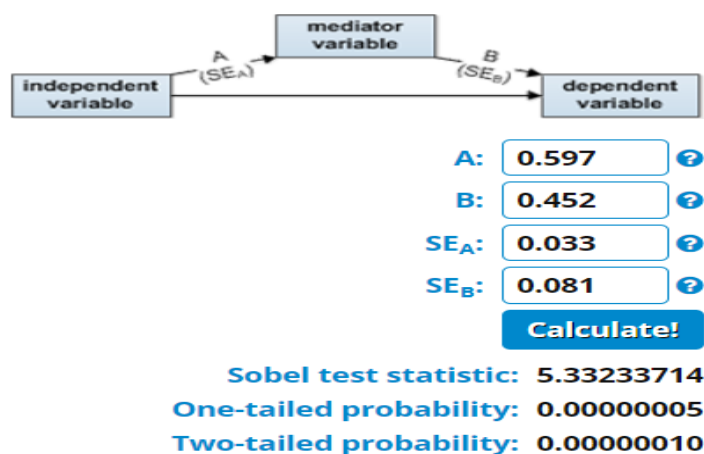 mediator
variable
A
(SEA)
B
(SEB)
independent
variable
dependent
variable
A: 0.597 ?
B: 0.452 ?
SEA: 0.033 ?
SEB: 0.081 ?
Calculate!
Sobel test statistic: 5.33233714
One-tailed probability: 0.00000005
Two-tailed probability: 0.00000010